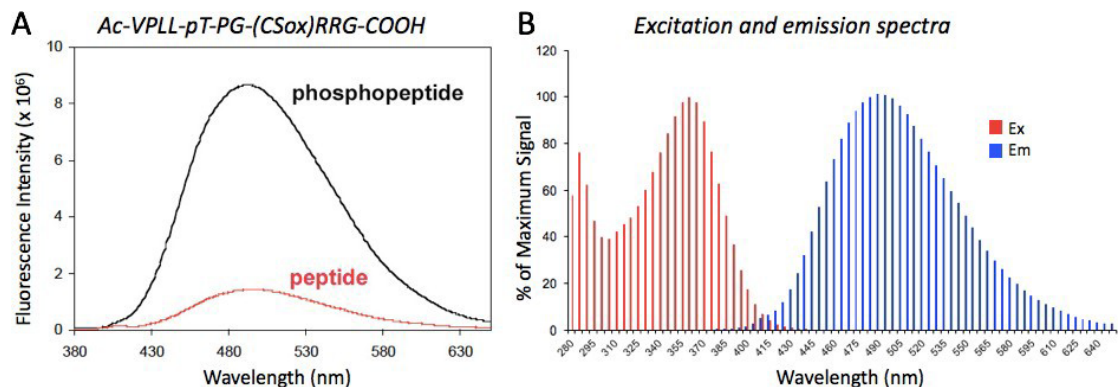 A
Ac-VPLL-pT-PG-(CSox)RRG-COOH
Fluorescence Intensity (x 10⁶)
10
8
6
4
2
0
phosphopeptide
peptide
380 430 480 530 580 630
Wavelength (nm)
B
Excitation and emission spectra
% of Maximum Signal
120
100
80
60
40
20
0
Ex
Em
280 295 310 325 340 355 370 385 400 415 430 445 460 475 490 505 520 535 550 565 580 595 610 625 640
Wavelength (nm)